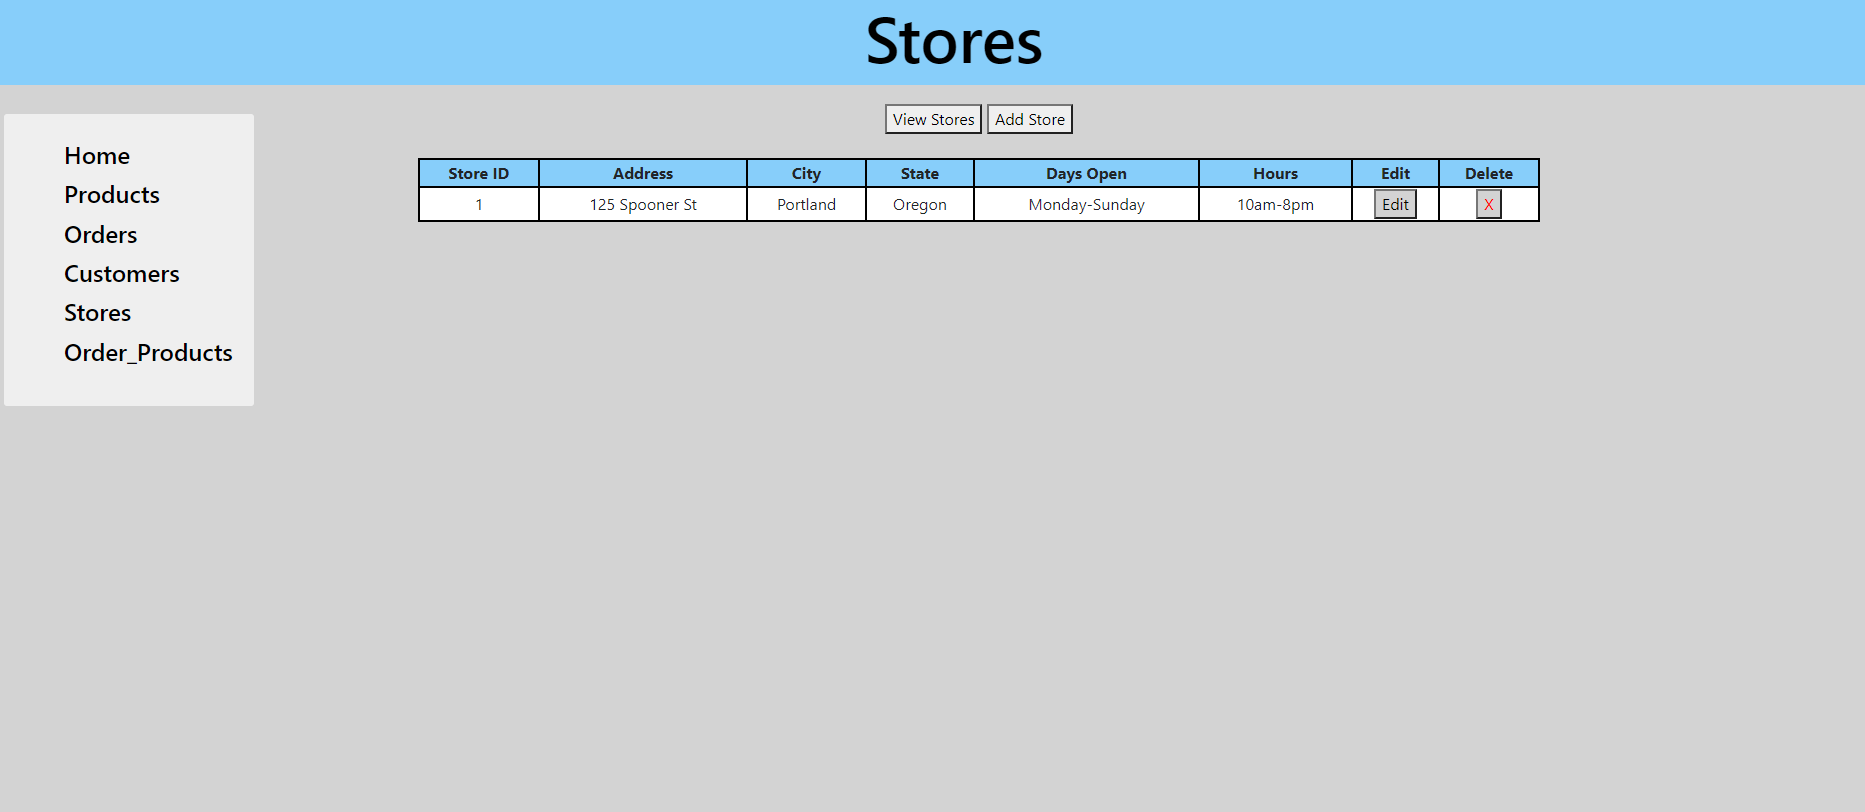 Stores
View Stores Add Store
Home
Products
Orders
Customers
Stores
Order_Products
Store ID Address City State Days Open Hours Edit Delete
1 125 Spooner St Portland Oregon Monday-Sunday 10am-8pm Edit X